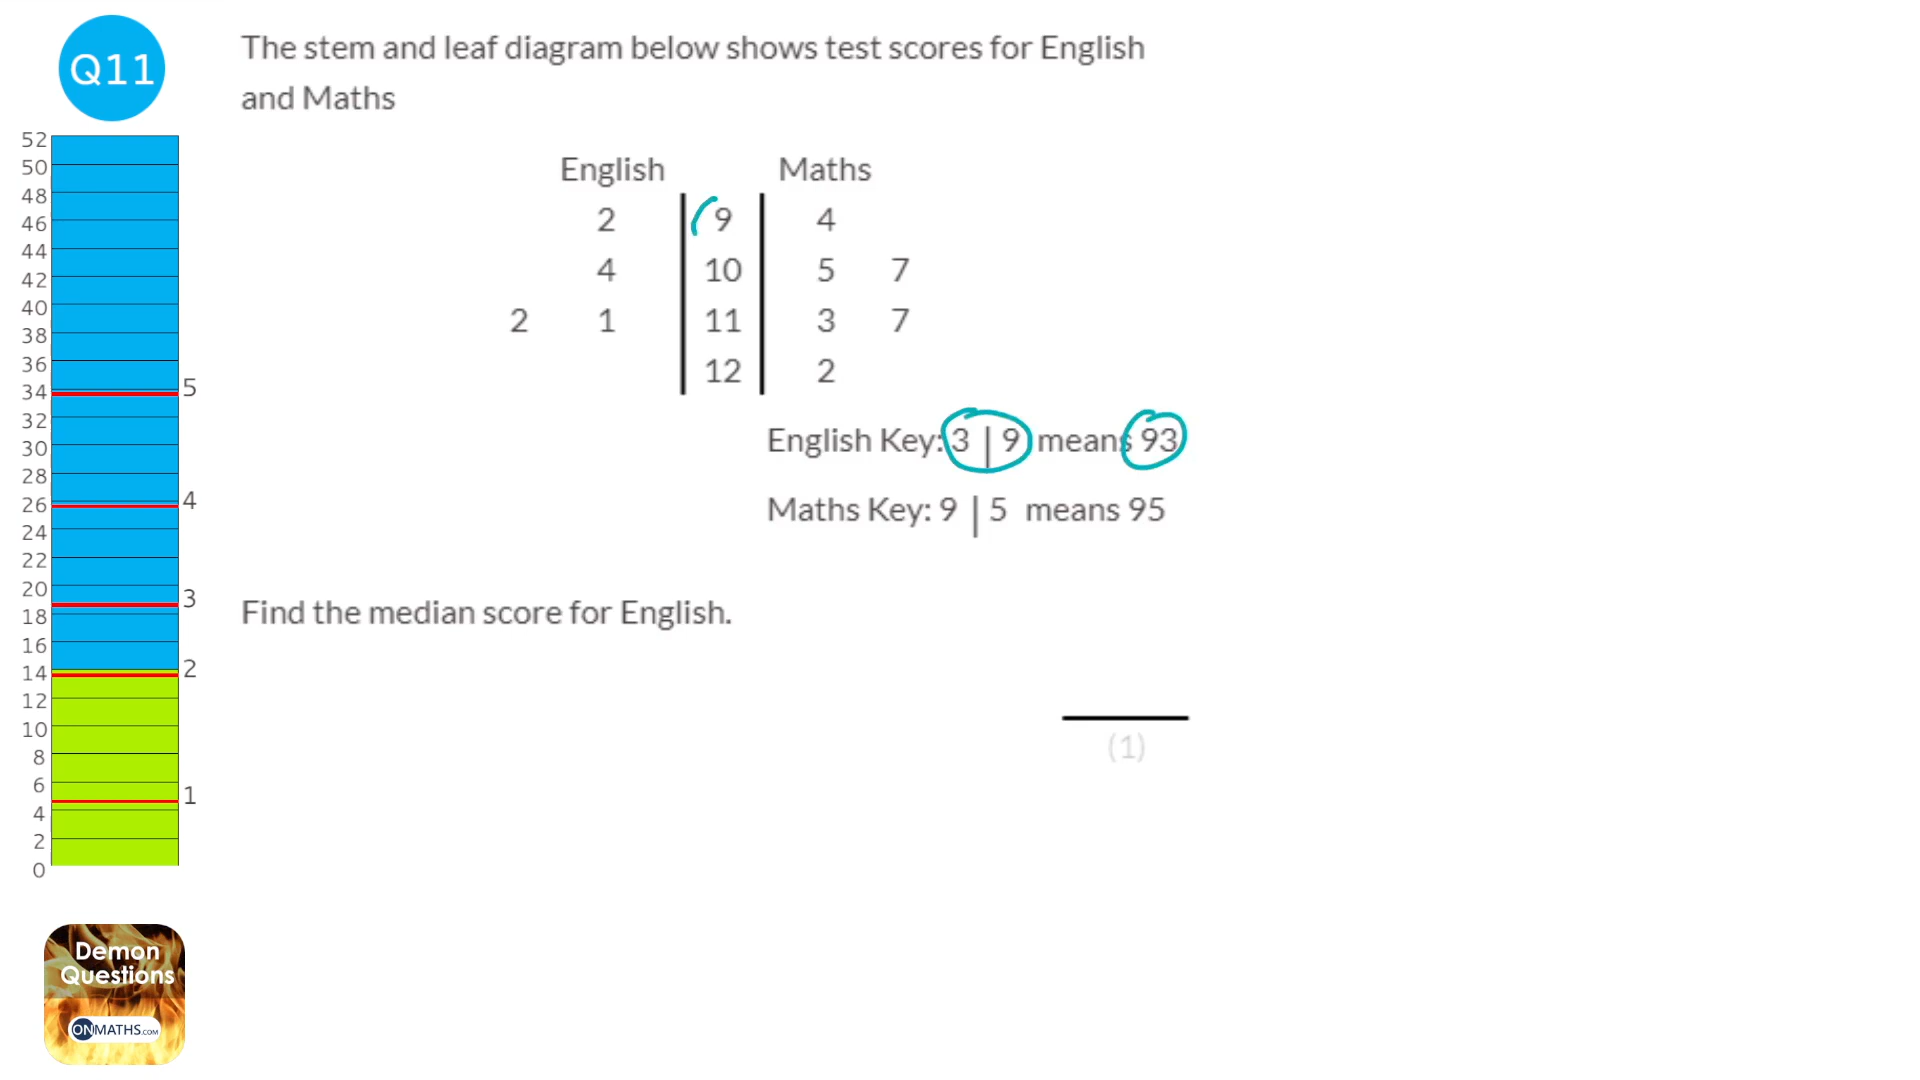 Q11
The stem and leaf diagram below shows test scores for English
and Maths
English Maths
2 9 4
4 10 5 7
2 1 11 3 7
12 2
English Key: 3 | 9 means 93
Maths Key: 9 | 5 means 95
Find the median score for English.
(1)
52
50
48
46
44
42
40
38
36
34 5
32
30
28
26 4
24
22
20
18 3
16
14 2
12
10
8
6
4 1
2
0
Demon
Questions
ONMATHS.COM